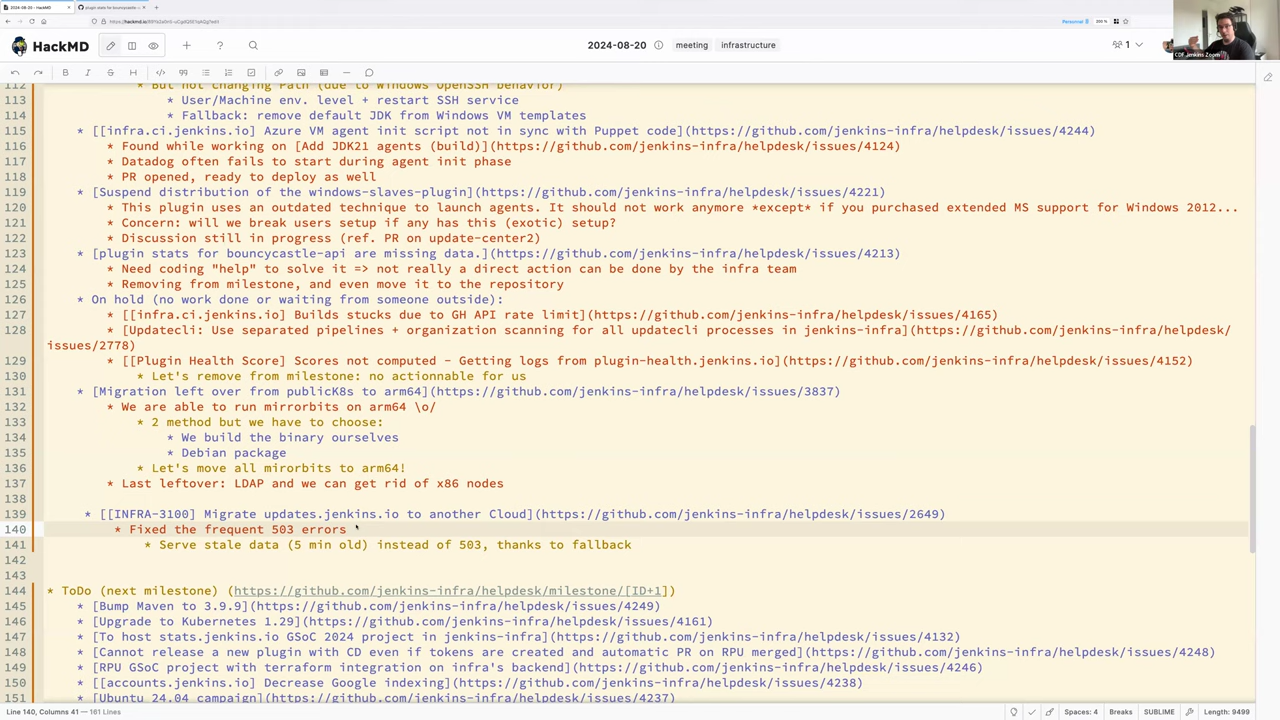 2024-08-20 - HackMD
plugin stats for bouncycastle-
Personal
200 %
HackMD
2024-08-20
meeting
infrastructure
1
CDF Jenkins Zoom
112 * But not changing Path (due to Windows OpenSSH behavior)
113 * User/Machine env. level + restart SSH service
114 * Fallback: remove default JDK from Windows VM templates
115 * [[infra.ci.jenkins.io] Azure VM agent init script not in sync with Puppet code](https://github.com/jenkins-infra/helpdesk/issues/4244)
116 * Found while working on [Add JDK21 agents (build)](https://github.com/jenkins-infra/helpdesk/issues/4124)
117 * Datadog often fails to start during agent init phase
118 * PR opened, ready to deploy as well
119 * [Suspend distribution of the windows-slaves-plugin](https://github.com/jenkins-infra/helpdesk/issues/4221)
120 * This plugin uses an outdated technique to launch agents. It should not work anymore *except* if you purchased extended MS support for Windows 2012...
121 * Concern: will we break users setup if any has this (exotic) setup?
122 * Discussion still in progress (ref. PR on update-center2)
123 * [plugin stats for bouncycastle-api are missing data.](https://github.com/jenkins-infra/helpdesk/issues/4213)
124 * Need coding "help" to solve it => not really a direct action can be done by the infra team
125 * Removing from milestone, and even move it to the repository
126 * On hold (no work done or waiting from someone outside):
127 * [[infra.ci.jenkins.io] Builds stucks due to GH API rate limit](https://github.com/jenkins-infra/helpdesk/issues/4165)
128 * [Updatecli: Use separated pipelines + organization scanning for all updatecli processes in jenkins-infra](https://github.com/jenkins-infra/helpdesk/
issues/2778)
129 * [[Plugin Health Score] Scores not computed - Getting logs from plugin-health.jenkins.io](https://github.com/jenkins-infra/helpdesk/issues/4152)
130 * Let's remove from milestone: no actionnable for us
131 * [Migration left over from publicK8s to arm64](https://github.com/jenkins-infra/helpdesk/issues/3837)
132 * We are able to run mirrorbits on arm64 \o/
133 * 2 method but we have to choose:
134 * We build the binary ourselves
135 * Debian package
136 * Let's move all mirorbits to arm64!
137 * Last leftover: LDAP and we can get rid of x86 nodes
138
139 * [[INFRA-3100] Migrate updates.jenkins.io to another Cloud](https://github.com/jenkins-infra/helpdesk/issues/2649)
140 * Fixed the frequent 503 errors
141 * Serve stale data (5 min old) instead of 503, thanks to fallback
142
143
144 * ToDo (next milestone) (https://github.com/jenkins-infra/helpdesk/milestone/[ID+1])
145 * [Bump Maven to 3.9.9](https://github.com/jenkins-infra/helpdesk/issues/4249)
146 * [Upgrade to Kubernetes 1.29](https://github.com/jenkins-infra/helpdesk/issues/4161)
147 * [To host stats.jenkins.io GSoC 2024 project in jenkins-infra](https://github.com/jenkins-infra/helpdesk/issues/4132)
148 * [Cannot release a new plugin with CD even if tokens are created and automatic PR on RPU merged](https://github.com/jenkins-infra/helpdesk/issues/4248)
149 * [RPU GSoC project with terraform integration on infra's backend](https://github.com/jenkins-infra/helpdesk/issues/4246)
150 * [[accounts.jenkins.io] Decrease Google indexing](https://github.com/jenkins-infra/helpdesk/issues/4238)
151 * [Ubuntu 24.04 campaign](https://github.com/jenkins-infra/helpdesk/issues/4237)
Line 140, Columns 41 — 161 Lines
Spaces: 4
Breaks
SUBLIME
Length: 9499